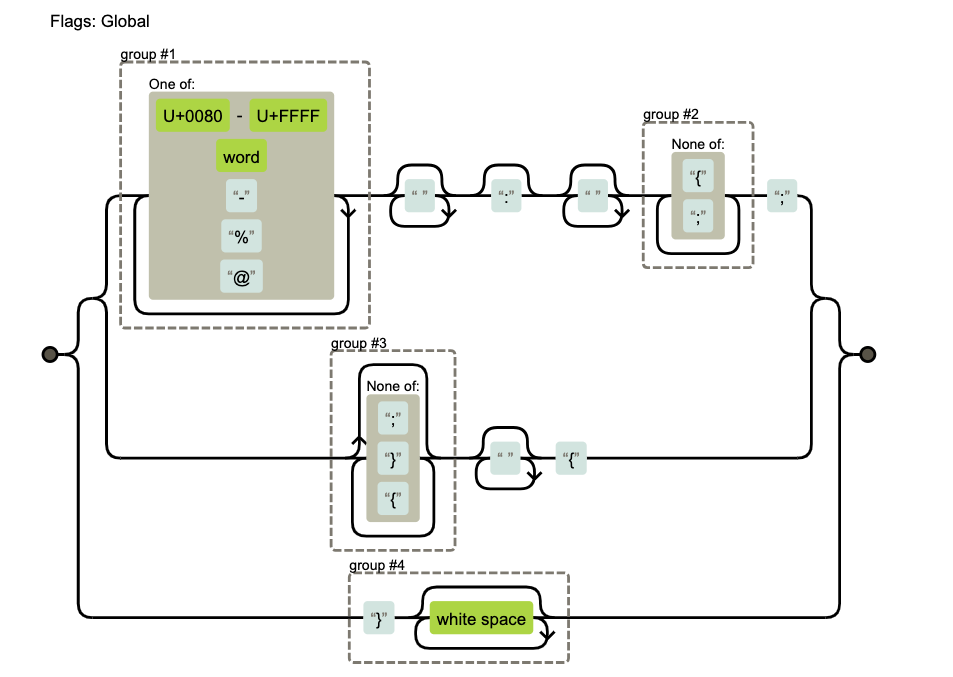 Flags: Global
group #1
One of:
U+0080 - U+FFFF
word
“-”
“%”
“@”
“ ” “:” “ ”
group #2
None of:
“{”
“;”
“;”
group #3
None of:
“;”
“}”
“{”
“ ” “{”
group #4
“}” white space